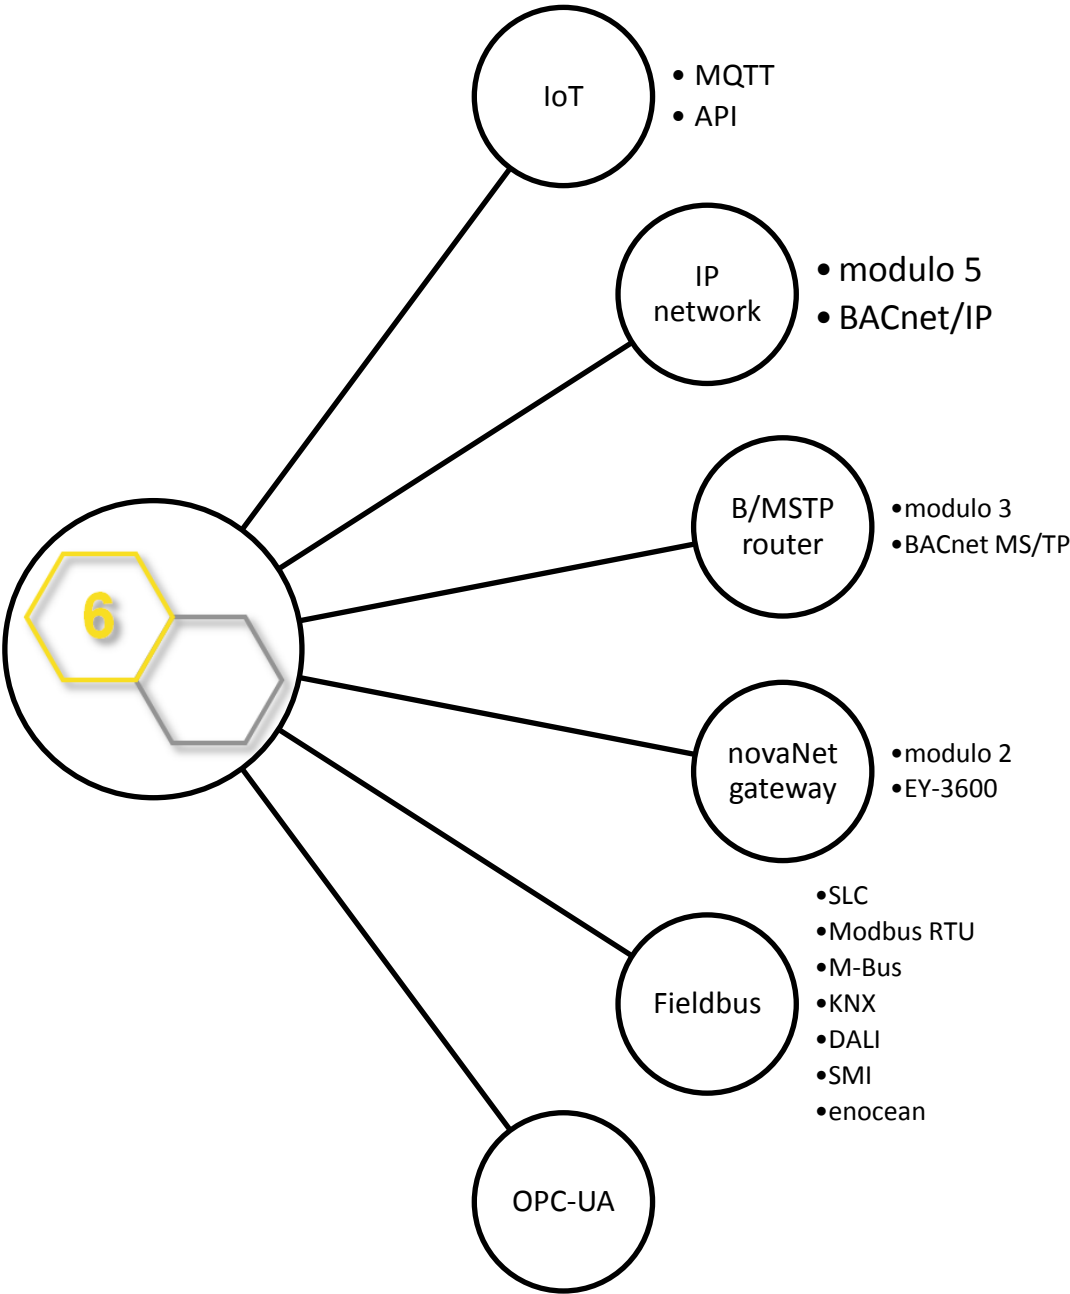 IoT
• MQTT
• API
IP
network
• modulo 5
• BACnet/IP
B/MSTP
router
•modulo 3
•BACnet MS/TP
6
novaNet
gateway
•modulo 2
•EY-3600
Fieldbus
•SLC
•Modbus RTU
•M-Bus
•KNX
•DALI
•SMI
•enocean
OPC-UA